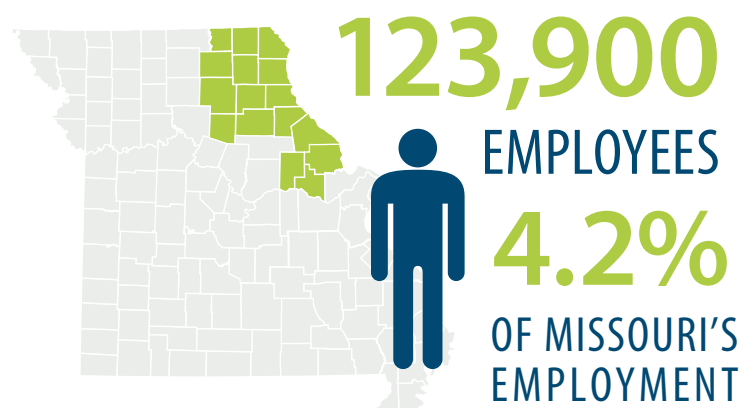 123,900
EMPLOYEES
4.2%
OF MISSOURI'S
EMPLOYMENT